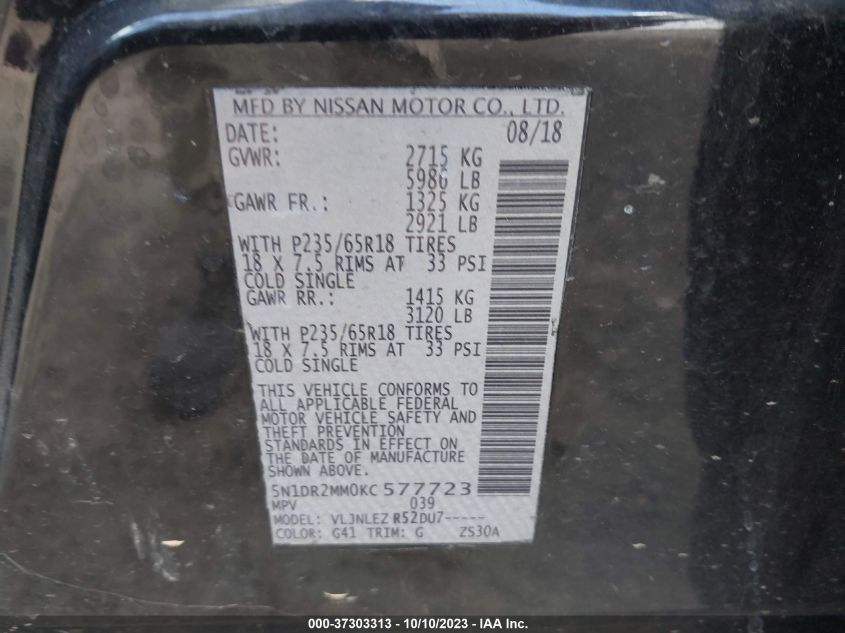 MFD BY NISSAN MOTOR CO., LTD.
DATE: 08/18
GVWR: 2715 KG
5986 LB
GAWR FR.: 1325 KG
2921 LB
WITH P235/65R18 TIRES
18 X 7.5 RIMS AT 33 PSI
COLD SINGLE
GAWR RR.: 1415 KG
3120 LB
WITH P235/65R18 TIRES
18 X 7.5 RIMS AT 33 PSI
COLD SINGLE
THIS VEHICLE CONFORMS TO
ALL APPLICABLE FEDERAL
MOTOR VEHICLE SAFETY AND
THEFT PREVENTION
STANDARDS IN EFFECT ON
THE DATE OF MANUFACTURE
SHOWN ABOVE.
5N1DR2MM0KC577723
MPV 039
MODEL: VLJNLEZ R52DU7-----
COLOR: G41 TRIM: G ZS30A
000-37303313 - 10/10/2023 - IAA Inc.